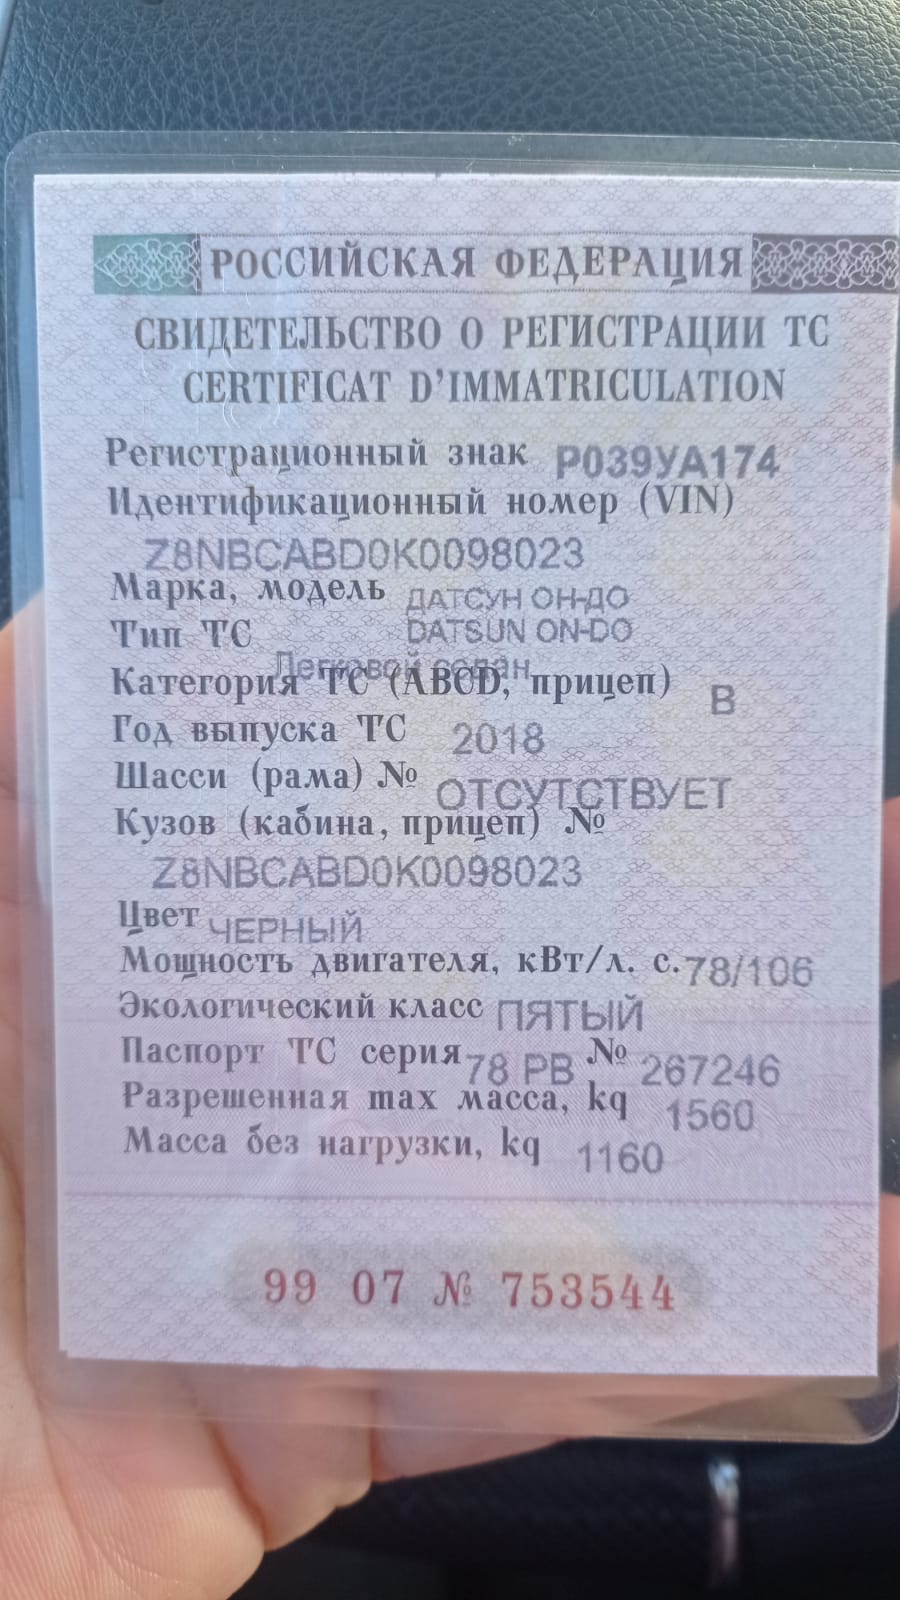 РОССИЙСКАЯ ФЕДЕРАЦИЯ
СВИДЕТЕЛЬСТВО О РЕГИСТРАЦИИ ТС
CERTIFICAT D'IMMATRICULATION
Регистрационный знак Р039УА174
Идентификационный номер (VIN)
Z8NBCABD0K0098023
Марка, модель ДАТСУН ОН-ДО
Тип ТС DATSUN ON-DO
Легковой седан
Категория ТС (ABCD, прицеп) B
Год выпуска ТС 2018
Шасси (рама) № ОТСУТСТВУЕТ
Кузов (кабина, прицеп) №
Z8NBCABD0K0098023
Цвет ЧЕРНЫЙ
Мощность двигателя, кВт/л. с. 78/106
Экологический класс ПЯТЫЙ
Паспорт ТС серия 78 РВ № 267246
Разрешенная max масса, kq 1560
Масса без нагрузки, kq 1160
99 07 № 753544